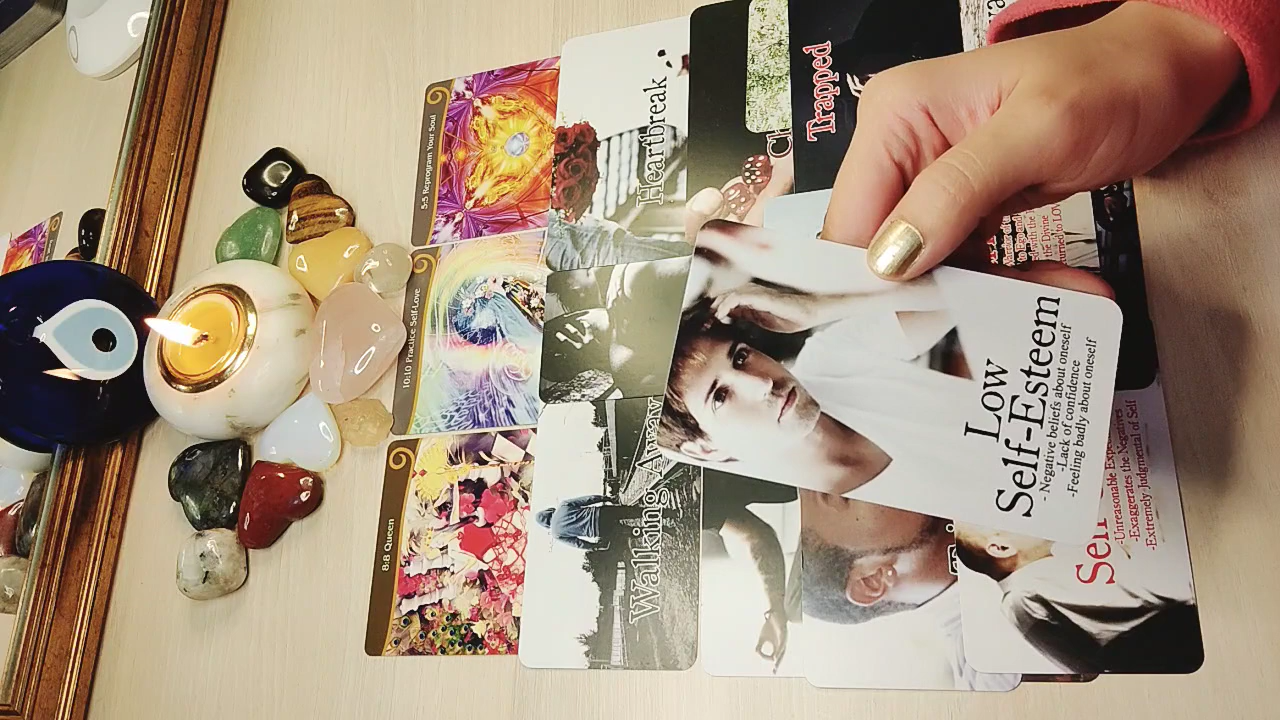 5:5 Reprogram Your Soul
10:10 Practice Self-Love
8:8 Queen
Heartbreak
Walking Away
Trapped
Low
Self-Esteem
- Negative beliefs about oneself
-Lack of confidence
-Feeling badly about oneself
-Unreasonable
-Exaggerates the Negatives
-Extremely Judgmental of Self